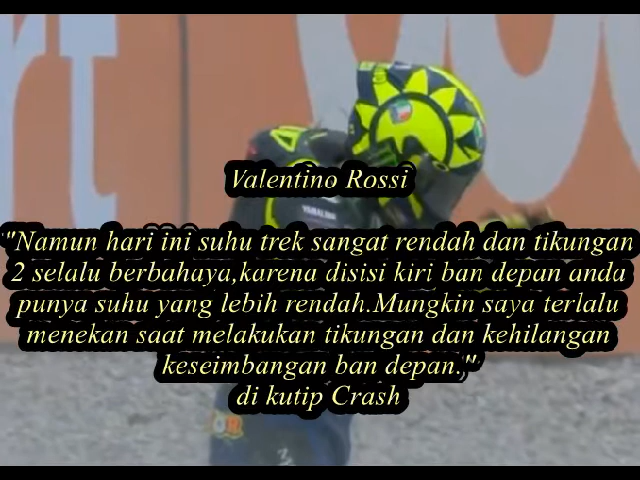 Valentino Rossi
"Namun hari ini suhu trek sangat rendah dan tikungan
2 selalu berbahaya,karena disisi kiri ban depan anda
punya suhu yang lebih rendah.Mungkin saya terlalu
menekan saat melakukan tikungan dan kehilangan
keseimbangan ban depan."
di kutip Crash
YAMAHA